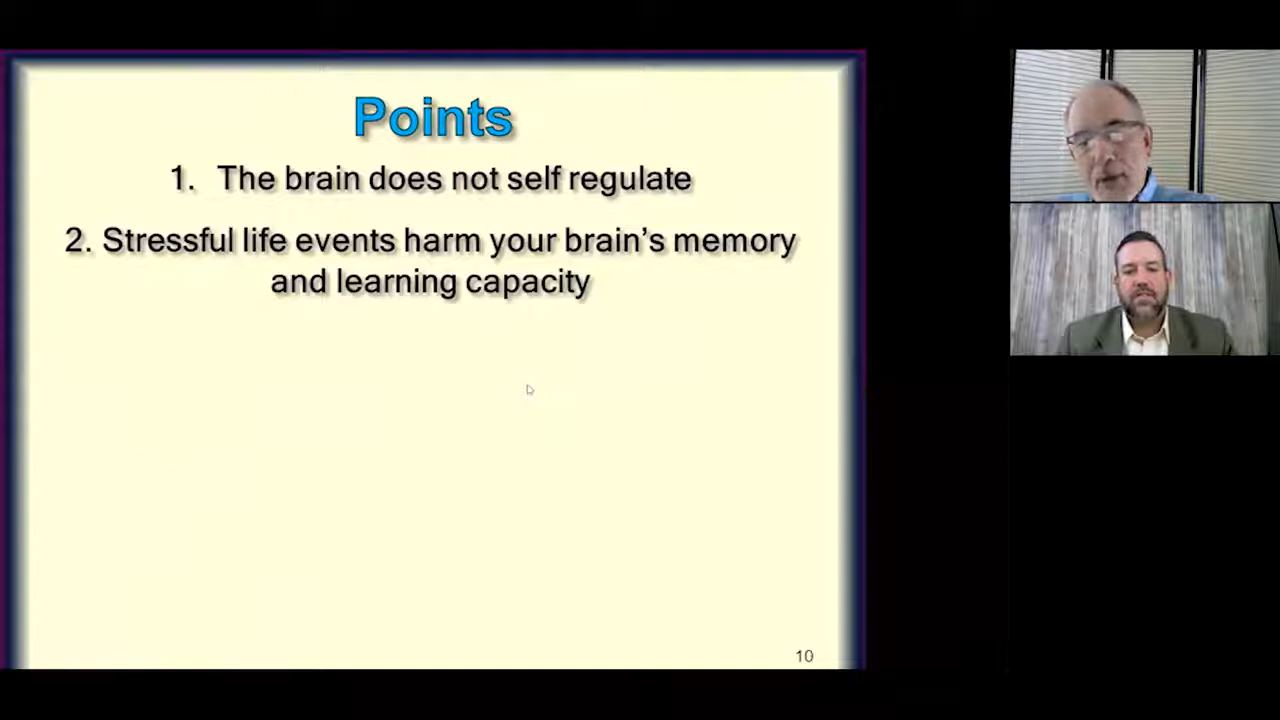 Points
1. The brain does not self regulate
2. Stressful life events harm your brain’s memory
and learning capacity
10